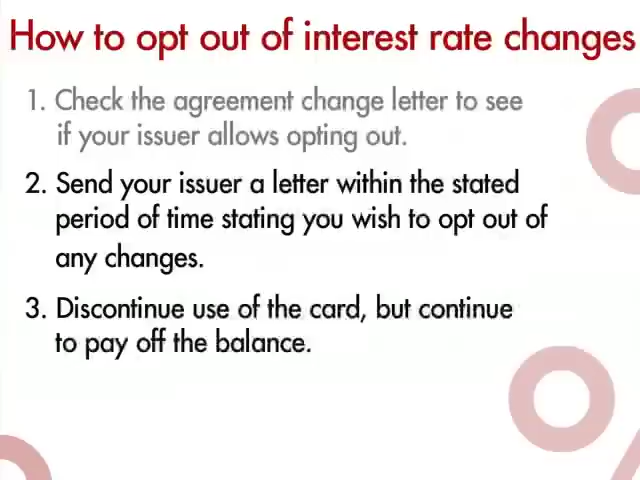 How to opt out of interest rate changes
1. Check the agreement change letter to see
if your issuer allows opting out.
2. Send your issuer a letter within the stated
period of time stating you wish to opt out of
any changes.
3. Discontinue use of the card, but continue
to pay off the balance.